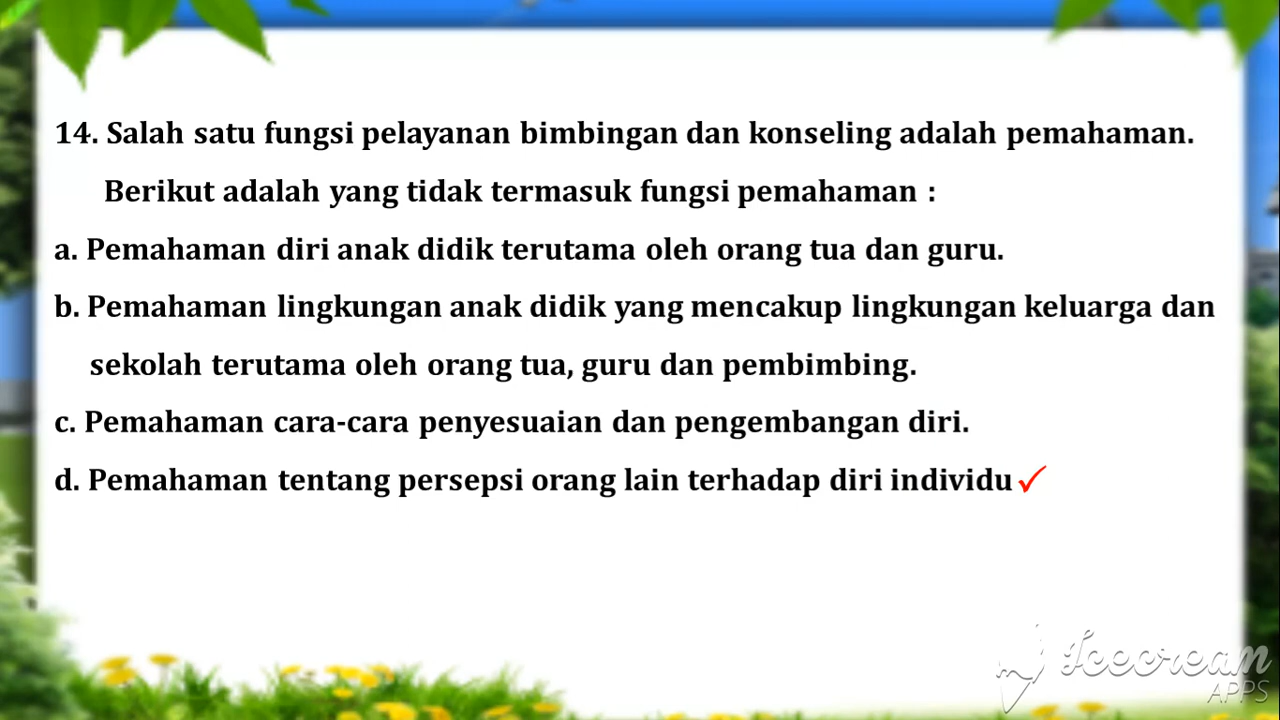 14. Salah satu fungsi pelayanan bimbingan dan konseling adalah pemahaman.
Berikut adalah yang tidak termasuk fungsi pemahaman :
a. Pemahaman diri anak didik terutama oleh orang tua dan guru.
b. Pemahaman lingkungan anak didik yang mencakup lingkungan keluarga dan
sekolah terutama oleh orang tua, guru dan pembimbing.
c. Pemahaman cara-cara penyesuaian dan pengembangan diri.
d. Pemahaman tentang persepsi orang lain terhadap diri individu✓
Icecream
APPS